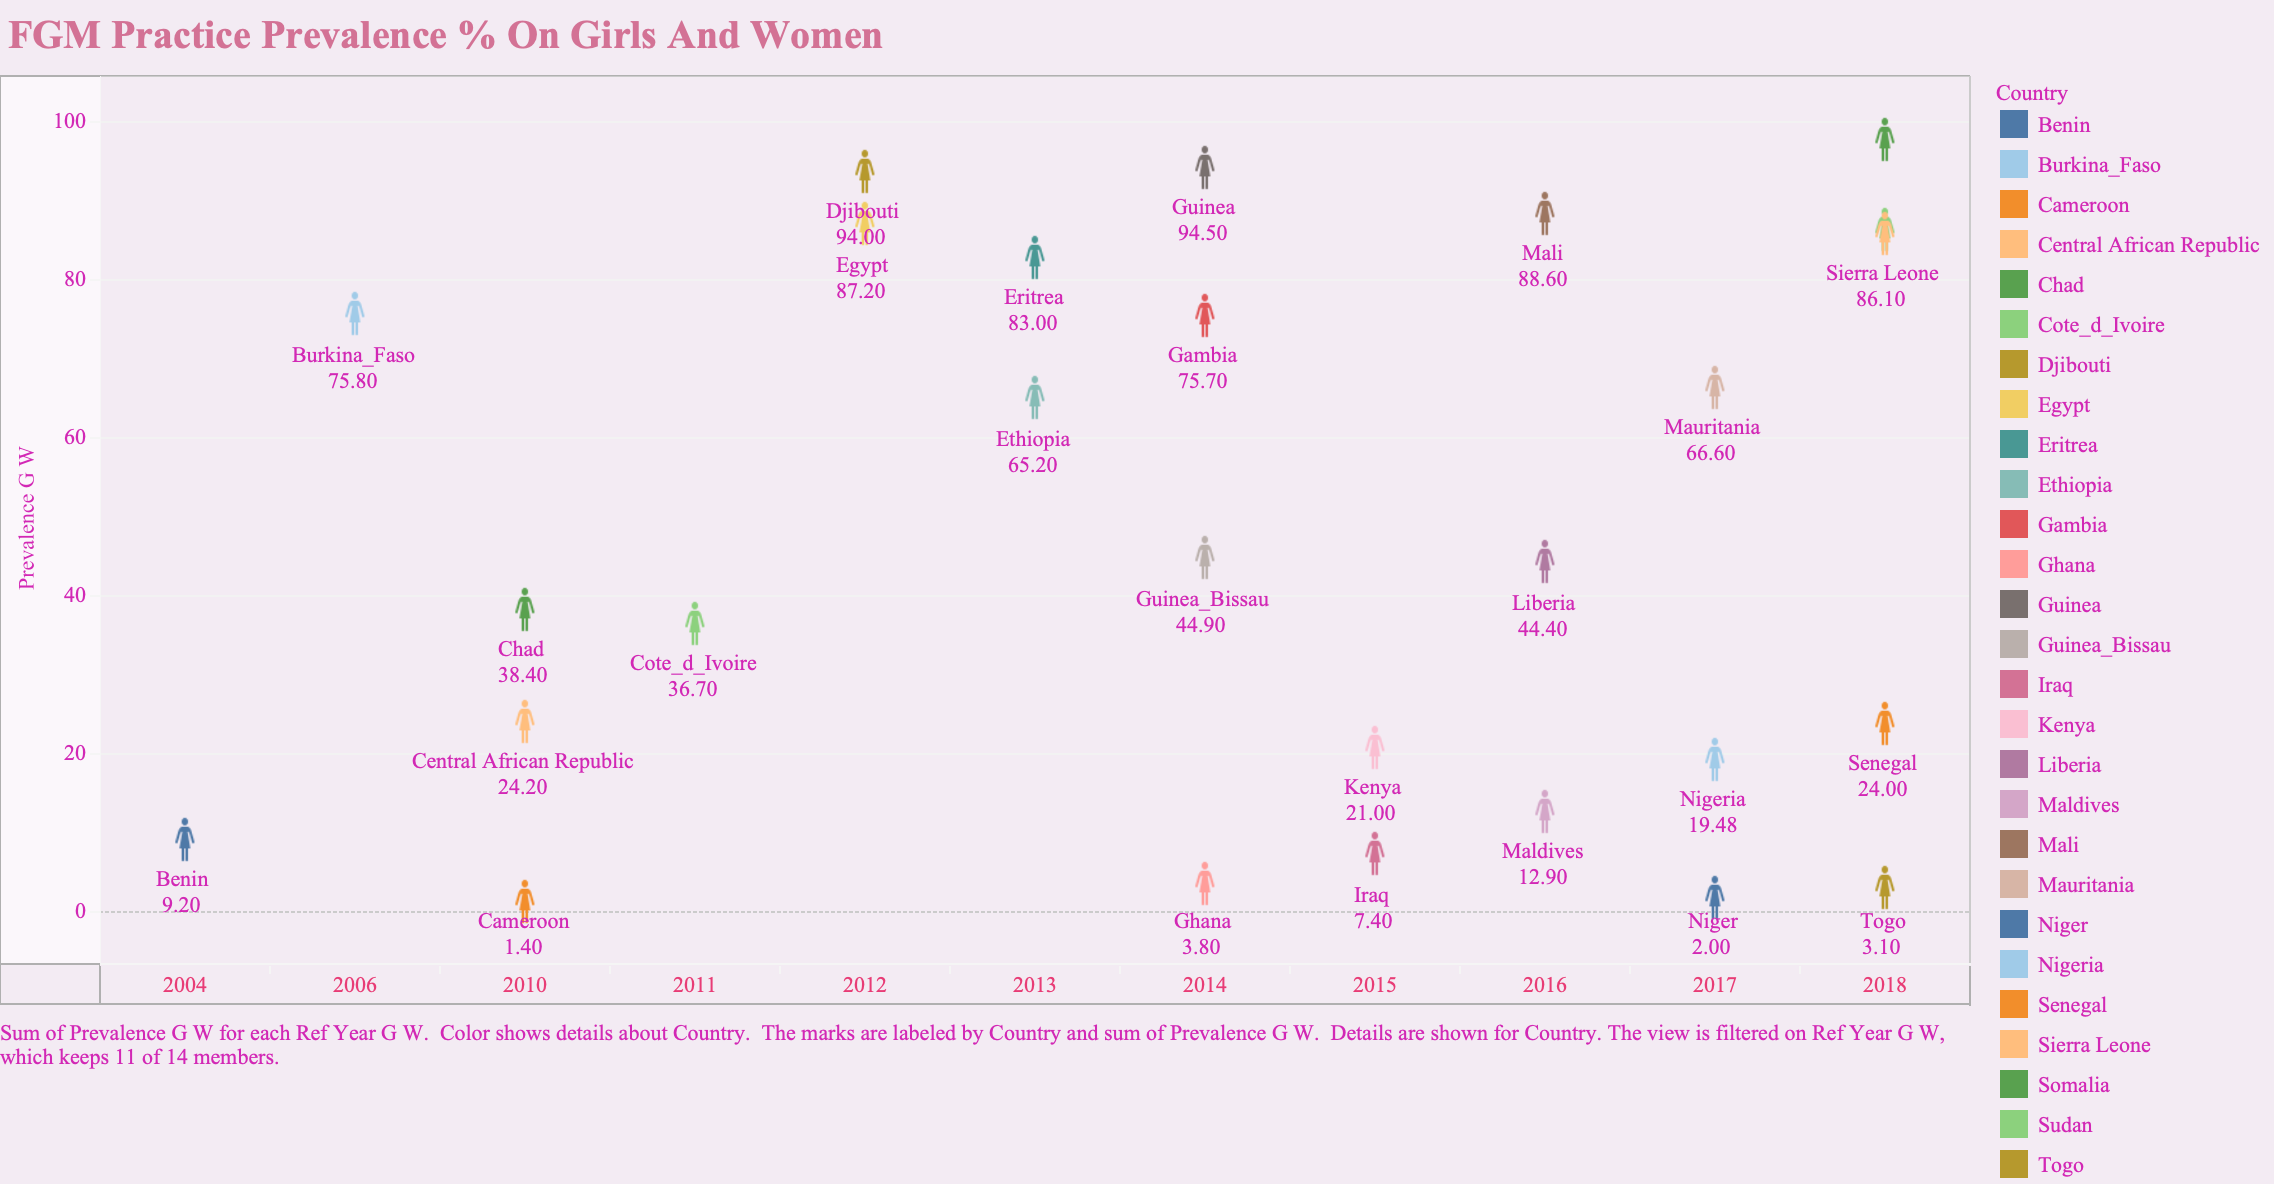 FGM Practice Prevalence % On Girls And Women
Prevalence G W
100
80
60
40
20
0
Benin
9.20
Burkina_Faso
75.80
Chad
38.40
Central African Republic
24.20
Cameroon
1.40
Cote_d_Ivoire
36.70
Djibouti
94.00
Egypt
87.20
Eritrea
83.00
Ethiopia
65.20
Guinea
94.50
Gambia
75.70
Guinea_Bissau
44.90
Ghana
3.80
Kenya
21.00
Iraq
7.40
Mali
88.60
Liberia
44.40
Maldives
12.90
Mauritania
66.60
Nigeria
19.48
Niger
2.00
Sierra Leone
86.10
Senegal
24.00
Togo
3.10
2004
2006
2010
2011
2012
2013
2014
2015
2016
2017
2018
Country
Benin
Burkina_Faso
Cameroon
Central African Republic
Chad
Cote_d_Ivoire
Djibouti
Egypt
Eritrea
Ethiopia
Gambia
Ghana
Guinea
Guinea_Bissau
Iraq
Kenya
Liberia
Maldives
Mali
Mauritania
Niger
Nigeria
Senegal
Sierra Leone
Somalia
Sudan
Togo
Sum of Prevalence G W for each Ref Year G W.  Color shows details about Country.  The marks are labeled by Country and sum of Prevalence G W.  Details are shown for Country. The view is filtered on Ref Year G W,
which keeps 11 of 14 members.